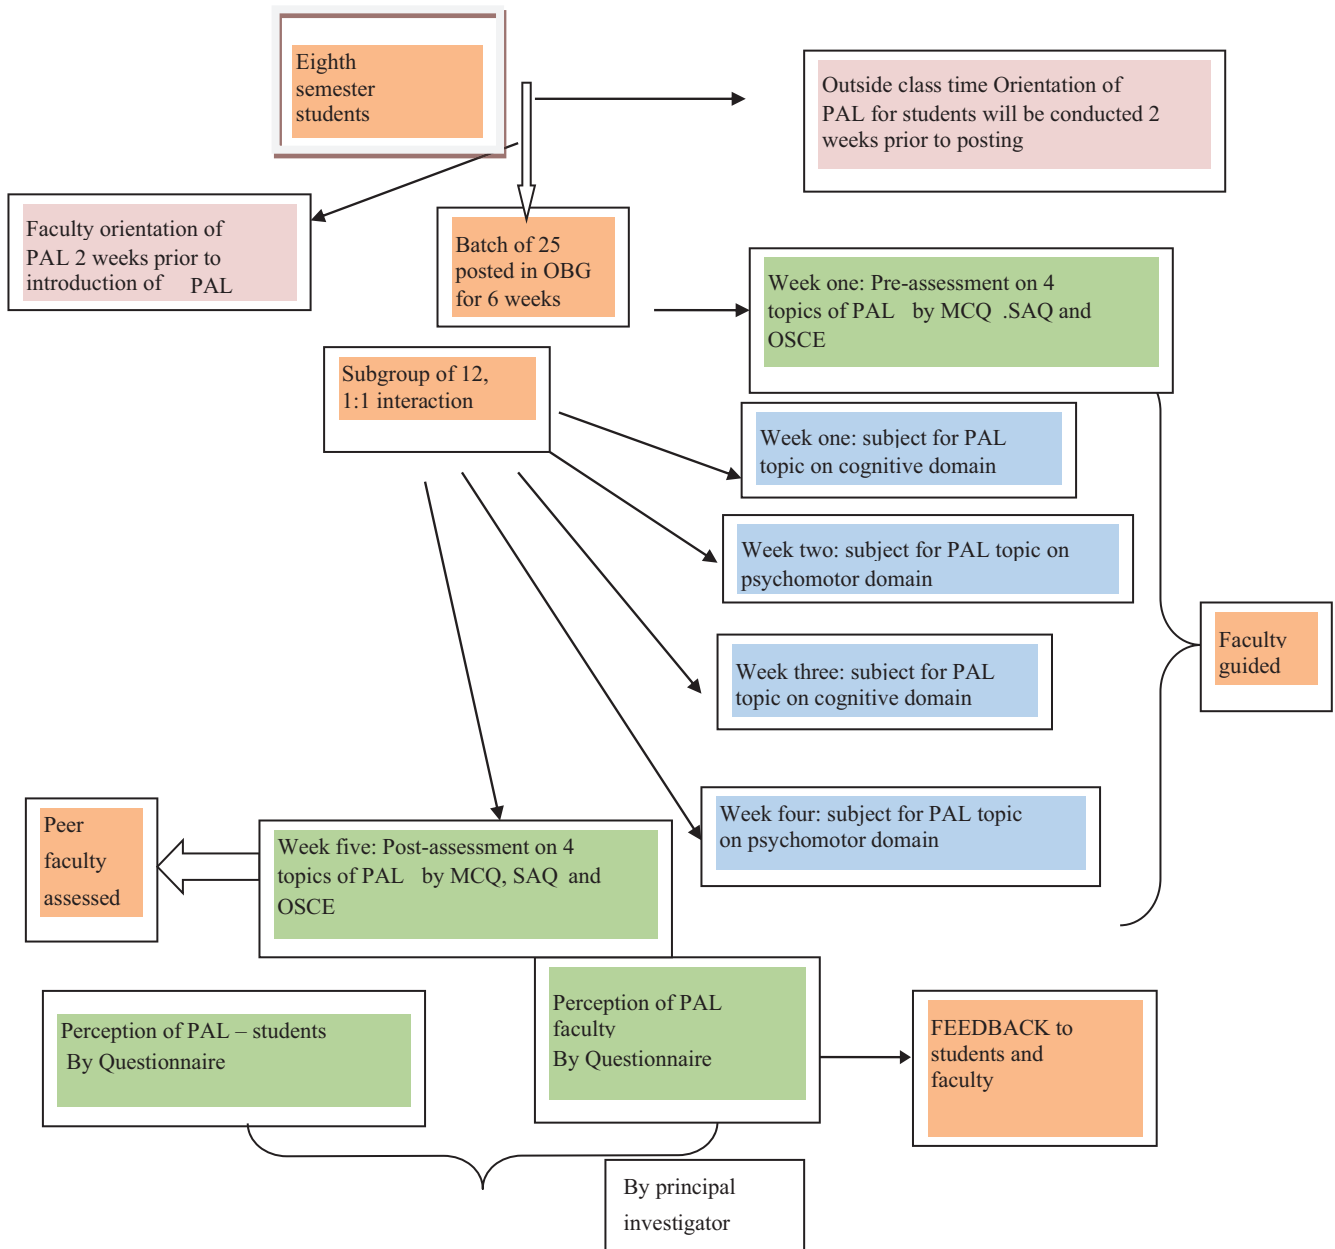 Eighth
semester
students
Outside class time Orientation of
PAL for students will be conducted 2
weeks prior to posting
Faculty orientation of
PAL 2 weeks prior to
introduction of PAL
Batch of 25
posted in OBG
for 6 weeks
Week one: Pre-assessment on 4
topics of PAL by MCQ .SAQ and
OSCE
Subgroup of 12,
1:1 interaction
Week one: subject for PAL
topic on cognitive domain
Week two: subject for PAL topic on
psychomotor domain
Week three: subject for PAL
topic on cognitive domain
Faculty
guided
Week four: subject for PAL topic
on psychomotor domain
Peer
faculty
assessed
Week five: Post-assessment on 4
topics of PAL by MCQ, SAQ and
OSCE
Perception of PAL – students
By Questionnaire
Perception of PAL
faculty
By Questionnaire
FEEDBACK to
students and
faculty
By principal
investigator